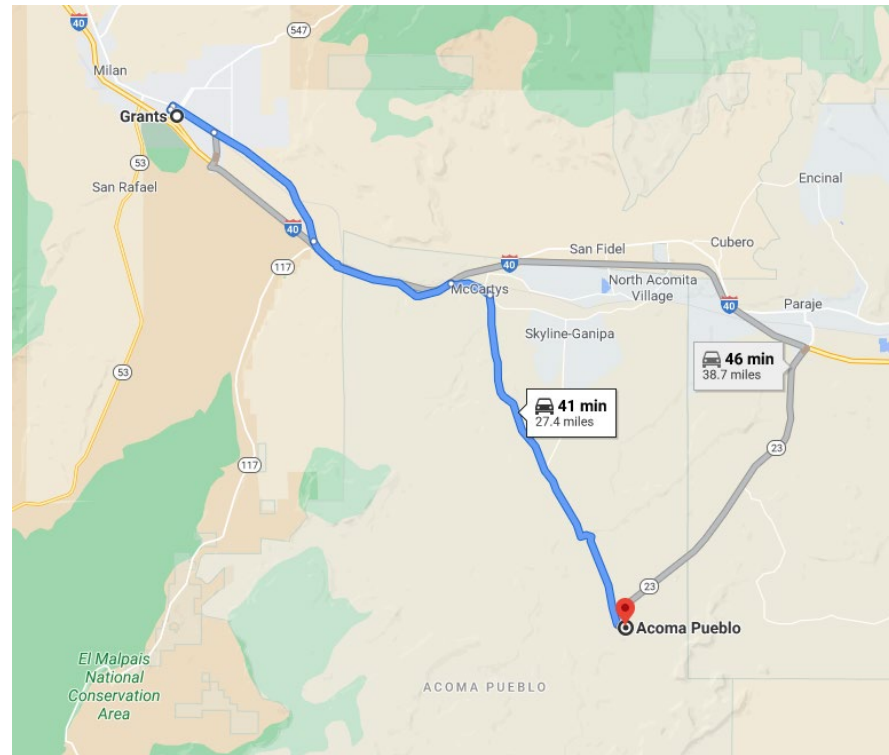 40
547
Milan
Grants
53
San Rafael
40
117
Encinal
San Fidel
Cubero
40
McCartys
North Acomita
Village
40
Paraje
Skyline-Ganipa
46 min
38.7 miles
53
41 min
27.4 miles
23
117
23
Acoma Pueblo
El Malpais
National
Conservation
Area
ACOMA PUEBLO